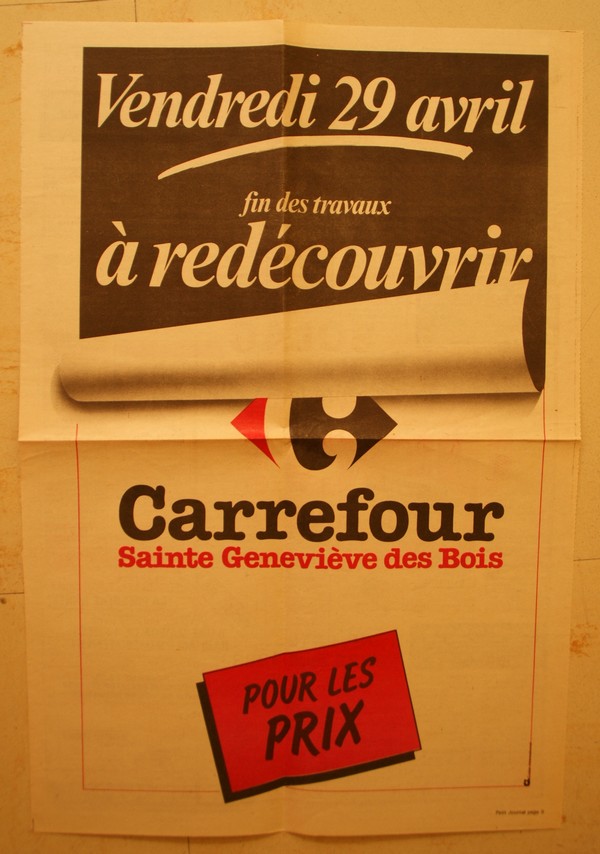 Vendredi 29 avril
fin des travaux
à redécouvrir
Carrefour
Sainte Geneviève des Bois
POUR LES
PRIX